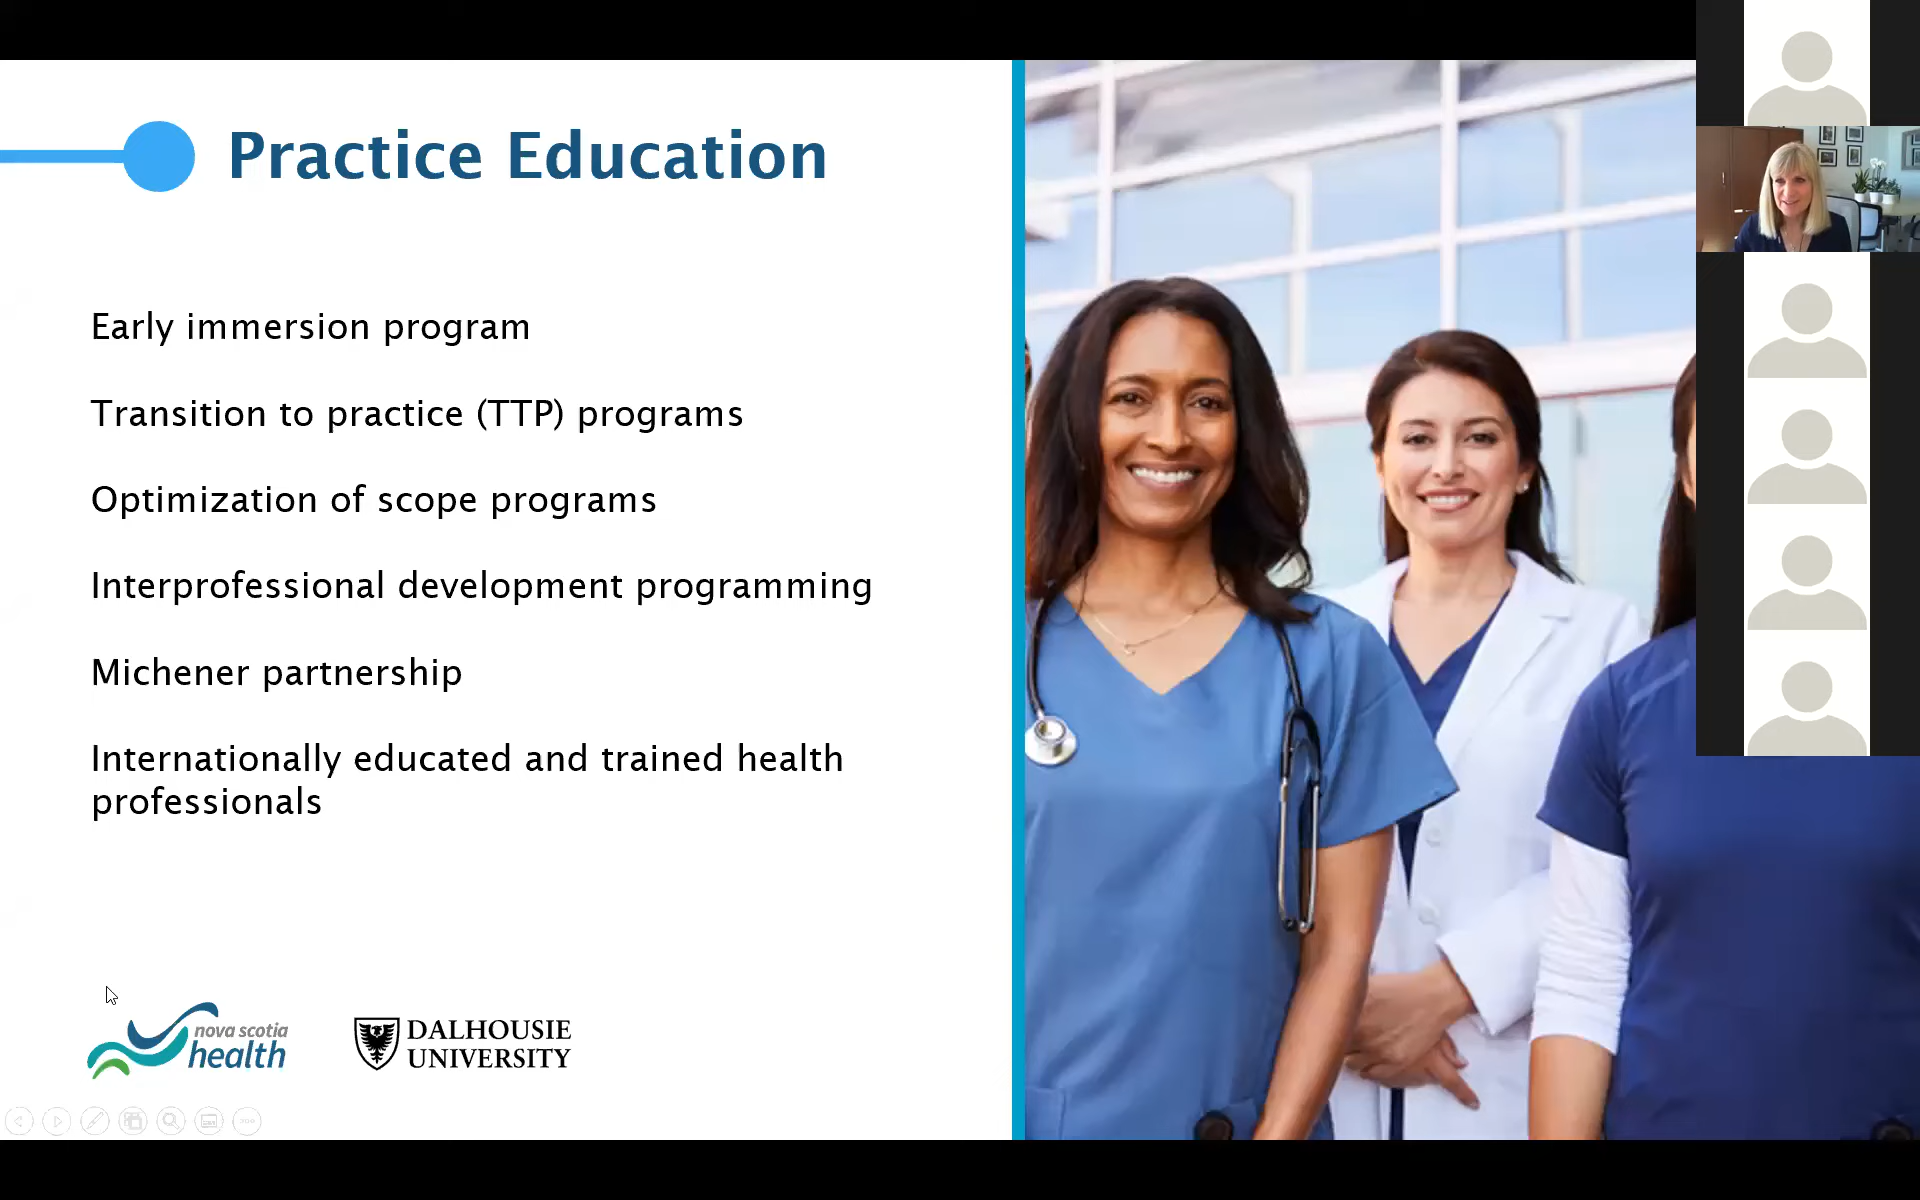 Practice Education
Early immersion program
Transition to practice (TTP) programs
Optimization of scope programs
Interprofessional development programming
Michener partnership
Internationally educated and trained health
professionals
nova scotia
health
DALHOUSIE
UNIVERSITY